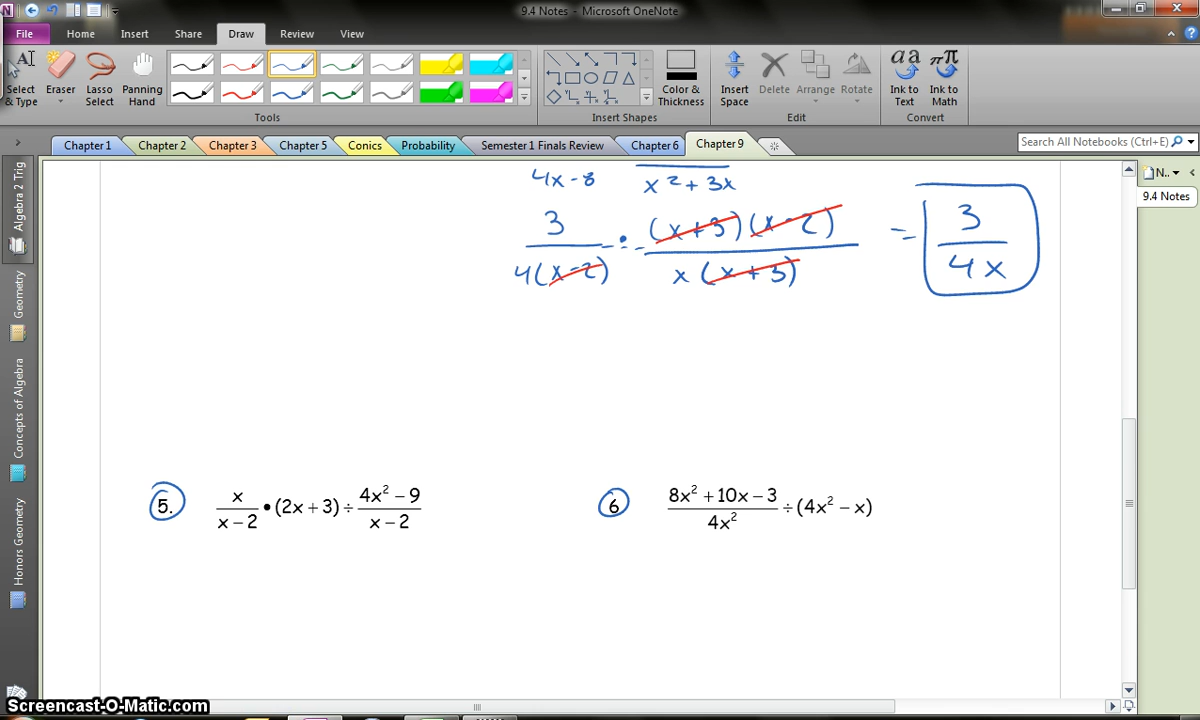 9.4 Notes - Microsoft OneNote
File Home Insert Share Draw Review View
Select & Type
Eraser
Lasso Select
Panning Hand
Color & Thickness
Insert Space
Delete
Arrange
Rotate
Ink to Text
Ink to Math
Tools
Insert Shapes
Edit
Convert
Chapter 1 Chapter 2 Chapter 3 Chapter 5 Conics Probability Semester 1 Finals Review Chapter 6 Chapter 9
Search All Notebooks (Ctrl+E)
N..
9.4 Notes
Algebra 2 Trig
Geometry
Concepts of Algebra
Honors Geometry
4x-8 x²+3x
3 / 4(x-2) · (x+3)(x-2) / x(x+3) = 3 / 4x
5. x / x − 2 • (2x + 3) ÷ 4x² − 9 / x − 2
6 8x² + 10x − 3 / 4x² ÷ (4x² − x)
Screencast-O-Matic.com